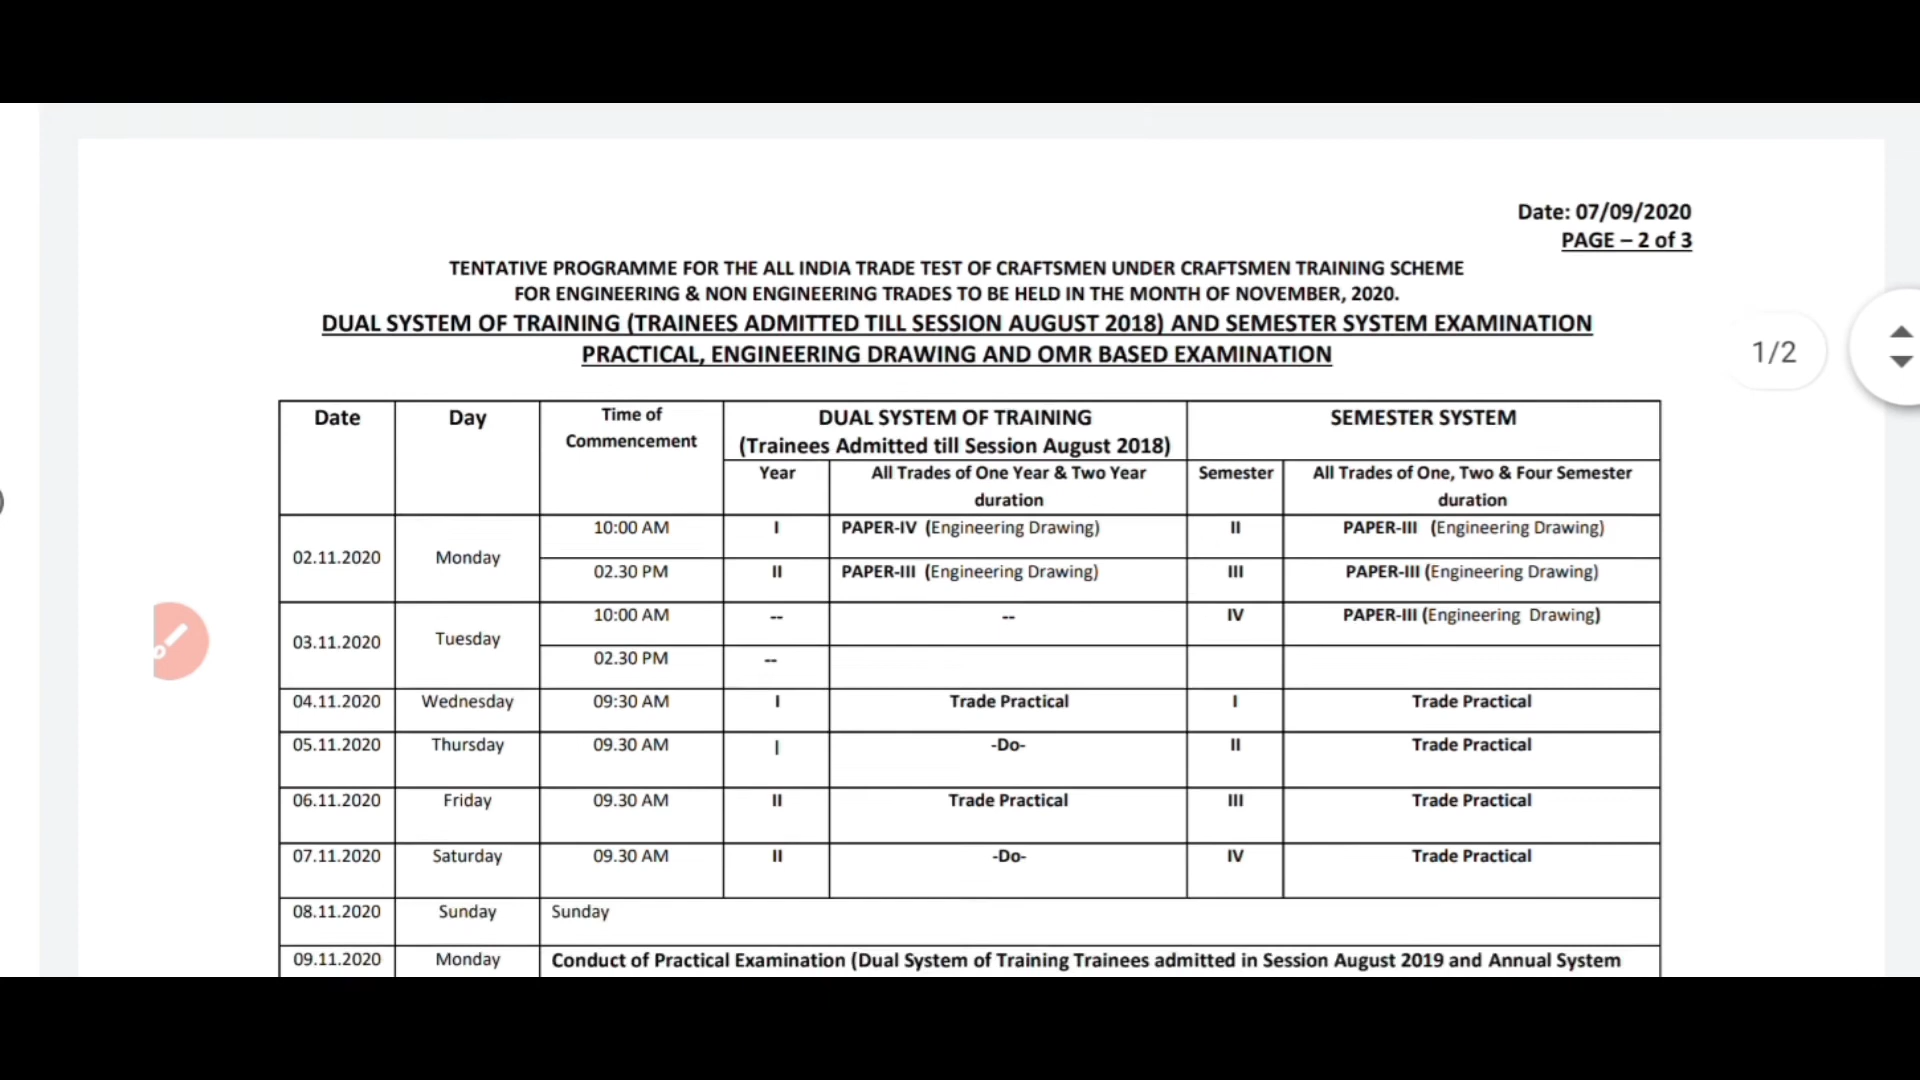 Date: 07/09/2020
PAGE – 2 of 3
TENTATIVE PROGRAMME FOR THE ALL INDIA TRADE TEST OF CRAFTSMEN UNDER CRAFTSMEN TRAINING SCHEME
FOR ENGINEERING & NON ENGINEERING TRADES TO BE HELD IN THE MONTH OF NOVEMBER, 2020.
DUAL SYSTEM OF TRAINING (TRAINEES ADMITTED TILL SESSION AUGUST 2018) AND SEMESTER SYSTEM EXAMINATION
PRACTICAL, ENGINEERING DRAWING AND OMR BASED EXAMINATION
1/2
Date Day Time of Commencement DUAL SYSTEM OF TRAINING (Trainees Admitted till Session August 2018) SEMESTER SYSTEM
Year All Trades of One Year & Two Year duration Semester All Trades of One, Two & Four Semester duration
02.11.2020 Monday 10:00 AM I PAPER-IV (Engineering Drawing) II PAPER-III (Engineering Drawing)
02.30 PM II PAPER-III (Engineering Drawing) III PAPER-III (Engineering Drawing)
03.11.2020 Tuesday 10:00 AM -- -- IV PAPER-III (Engineering Drawing)
02.30 PM --
04.11.2020 Wednesday 09:30 AM I Trade Practical I Trade Practical
05.11.2020 Thursday 09.30 AM I -Do- II Trade Practical
06.11.2020 Friday 09.30 AM II Trade Practical III Trade Practical
07.11.2020 Saturday 09.30 AM II -Do- IV Trade Practical
08.11.2020 Sunday Sunday
09.11.2020 Monday Conduct of Practical Examination (Dual System of Training Trainees admitted in Session August 2019 and Annual System